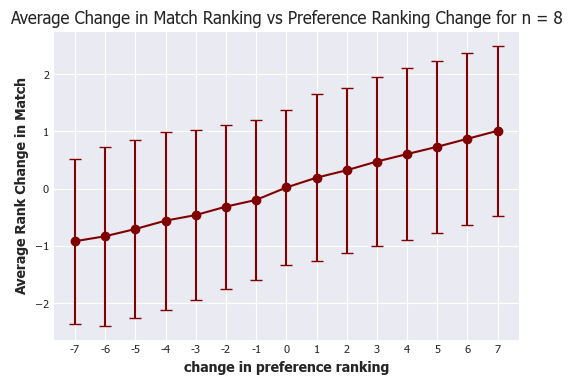 Average Change in Match Ranking vs Preference Ranking Change for n = 8
Average Rank Change in Match
2
1
0
−1
−2
-7 -6 -5 -4 -3 -2 -1 0 1 2 3 4 5 6 7
change in preference ranking